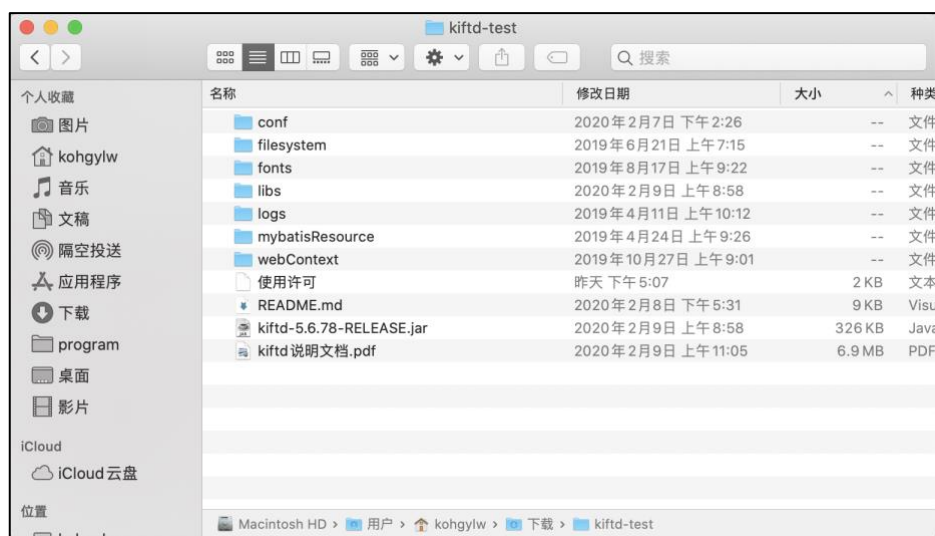 kiftd-test
搜索
个人收藏
图片
kohgylw
音乐
文稿
隔空投送
应用程序
下载
program
桌面
影片
iCloud
iCloud 云盘
位置
名称 修改日期 大小 种类
conf 2020年2月7日 下午2:26 -- 文件
filesystem 2019年6月21日 上午7:15 -- 文件
fonts 2019年8月17日 上午9:22 -- 文件
libs 2020年2月9日 上午8:58 -- 文件
logs 2019年4月11日 上午10:12 -- 文件
mybatisResource 2019年4月24日 上午9:26 -- 文件
webContext 2019年10月27日 上午9:01 -- 文件
使用许可 昨天 下午5:07 2 KB 文本
README.md 2020年2月8日 下午5:31 9 KB Visu
kiftd-5.6.78-RELEASE.jar 2020年2月9日 上午8:58 326 KB Java
kiftd说明文档.pdf 2020年2月9日 上午11:05 6.9 MB PDF
Macintosh HD › 用户 › kohgylw › 下载 › kiftd-test